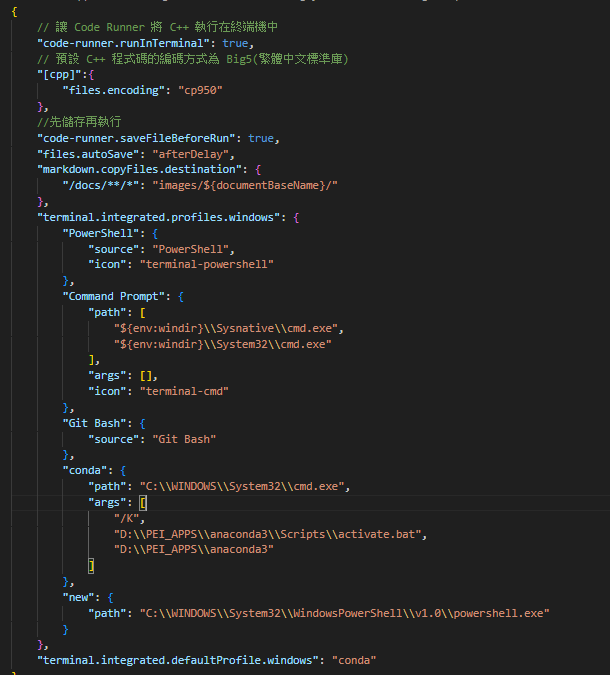 {
    // 讓 Code Runner 將 C++ 執行在終端機中
    "code-runner.runInTerminal": true,
    // 預設 C++ 程式碼的編碼方式為 Big5(繁體中文標準庫)
    "[cpp]":{
        "files.encoding": "cp950"
    },
    //先儲存再執行
    "code-runner.saveFileBeforeRun": true,
    "files.autoSave": "afterDelay",
    "markdown.copyFiles.destination": {
        "/docs/**/*": "images/${documentBaseName}/"
    },
    "terminal.integrated.profiles.windows": {
        "PowerShell": {
            "source": "PowerShell",
            "icon": "terminal-powershell"
        },
        "Command Prompt": {
            "path": [
                "${env:windir}\\Sysnative\\cmd.exe",
                "${env:windir}\\System32\\cmd.exe"
            ],
            "args": [],
            "icon": "terminal-cmd"
        },
        "Git Bash": {
            "source": "Git Bash"
        },
        "conda": {
            "path": "C:\\WINDOWS\\System32\\cmd.exe",
            "args": [
                "/K",
                "D:\\PEI_APPS\\anaconda3\\Scripts\\activate.bat",
                "D:\\PEI_APPS\\anaconda3"
            ]
        },
        "new": {
            "path": "C:\\WINDOWS\\System32\\WindowsPowerShell\\v1.0\\powershell.exe"
        }
    },
    "terminal.integrated.defaultProfile.windows": "conda"